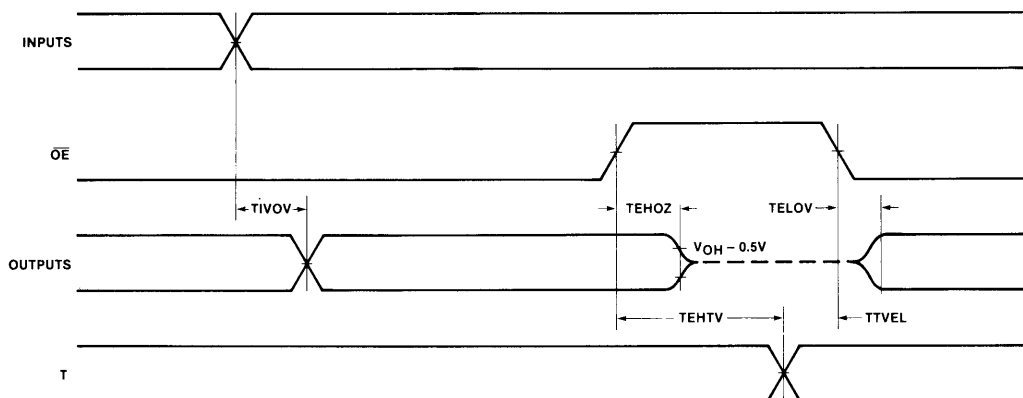 INPUTS
OE
TIVOV
TEHOZ
TELOV
VOH – 0.5V
OUTPUTS
TEHTV
TTVEL
T